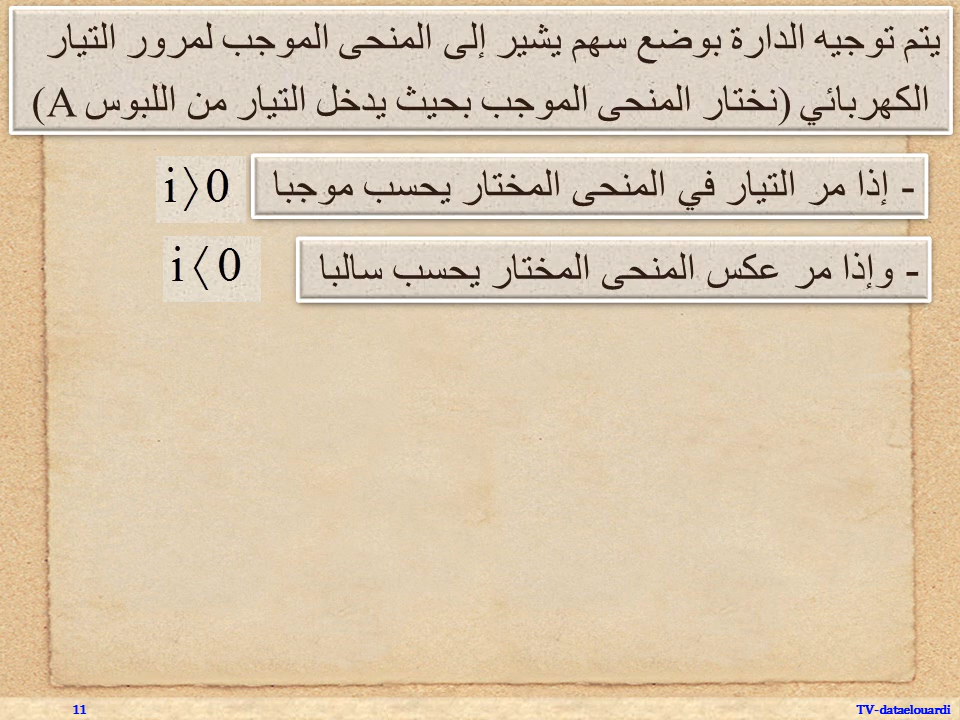 يتم توجيه الدارة بوضع سهم يشير إلى المنحى الموجب لمرور التيار
الكهربائي (نختار المنحى الموجب بحيث يدخل التيار من اللبوس A)
- إذا مر التيار في المنحى المختار يحسب موجبا i⟩0
- وإذا مر عكس المنحى المختار يحسب سالبا i⟨0
11 TV-dataelouardi